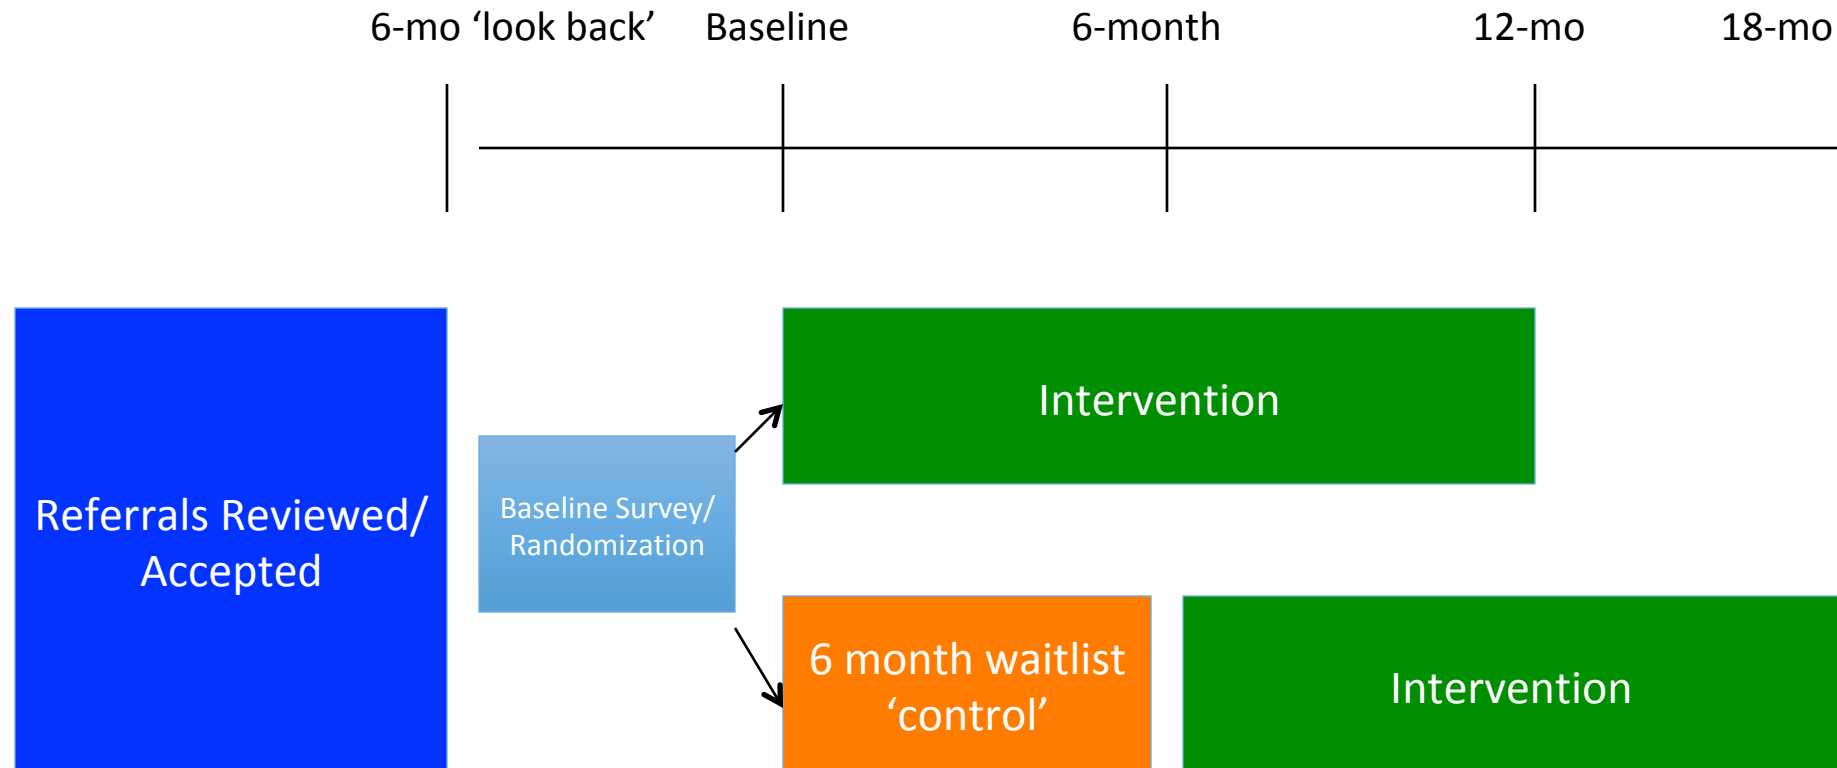 6-mo ‘look back’ Baseline 6-month 12-mo 18-mo
Intervention
Referrals Reviewed/
Accepted
Baseline Survey/
Randomization
6 month waitlist
‘control’
Intervention